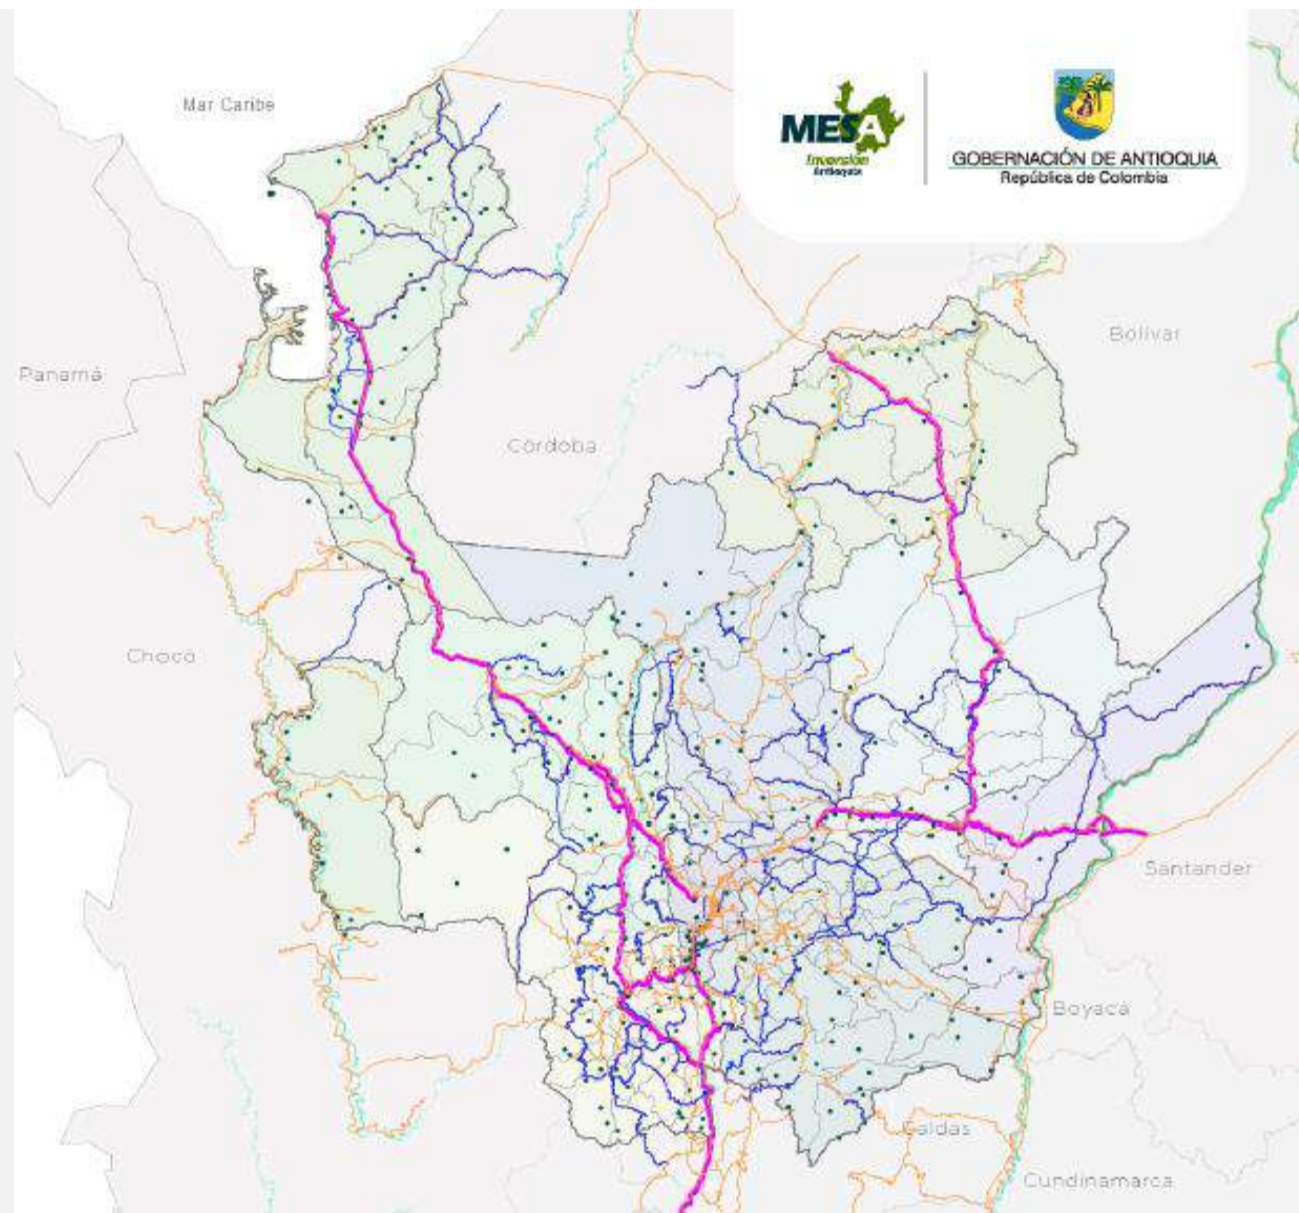 Mar Caribe
MESA
Inversión
Antioquia
GOBERNACIÓN DE ANTIOQUIA
República de Colombia
Panamá
Bolívar
Córdoba
Chocó
Santander
Boyacá
Caldas
Cundinamarca